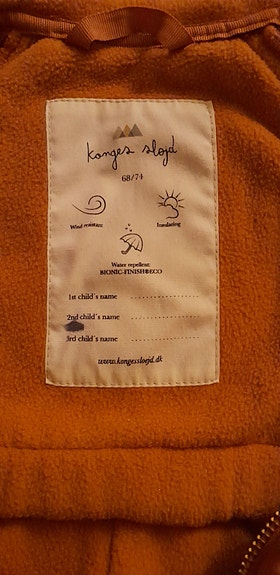 konges sløjd
68/74
Wind resistant
Insulating
Water repellent:
BIONIC-FINISH®ECO
1st child's name ....................
2nd child's name ....................
3rd child's name ....................
www.kongessloejd.dk